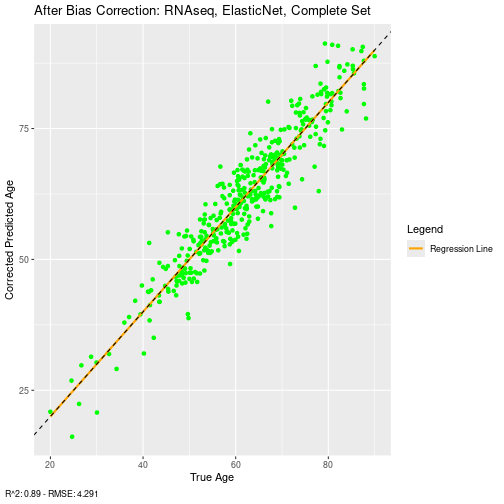 After Bias Correction: RNAseq, ElasticNet, Complete Set
Corrected Predicted Age
75
50
25
20
40
60
80
True Age
Legend
Regression Line
R^2: 0.89 - RMSE: 4.291